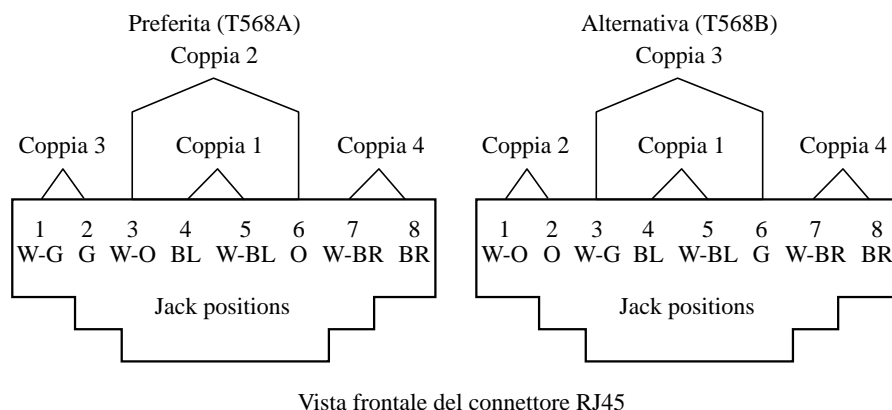 Preferita (T568A)
Coppia 2
Coppia 3
Coppia 1
Coppia 4
1 2 3 4 5 6 7 8
W-G G W-O BL W-BL O W-BR BR
Jack positions
Alternativa (T568B)
Coppia 3
Coppia 2
Coppia 1
Coppia 4
1 2 3 4 5 6 7 8
W-O O W-G BL W-BL G W-BR BR
Jack positions
Vista frontale del connettore RJ45